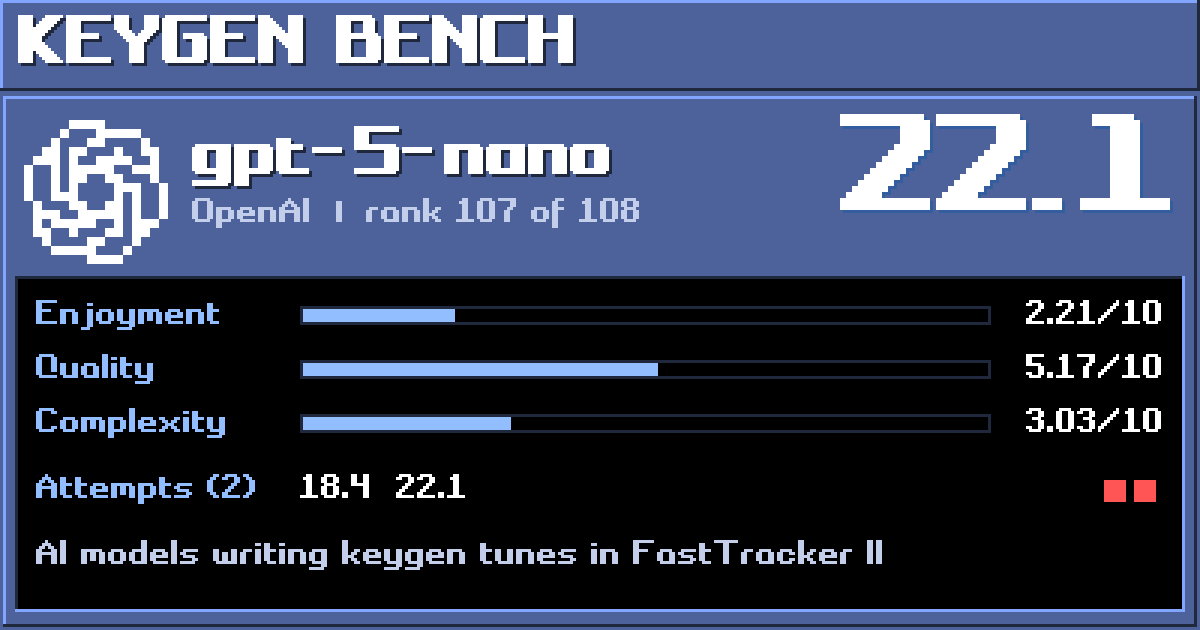 KEYGEN BENCH
gpt-5-nano
22.1
OpenAI | rank 107 of 108
Enjoyment 2.21/10
Quality 5.17/10
Complexity 3.03/10
Attempts (2) 18.4 22.1
AI models writing keygen tunes in FastTracker II